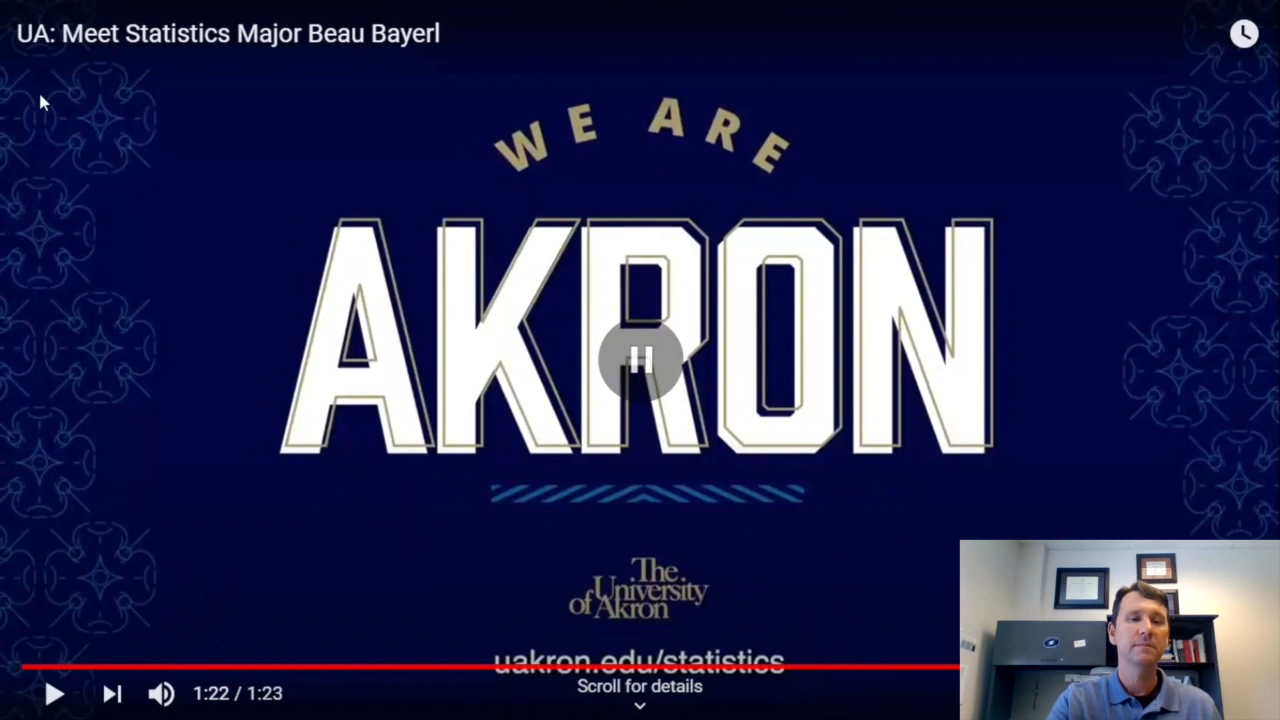 UA: Meet Statistics Major Beau Bayerl
WE ARE
AKRON
The
University
of Akron
uakron.edu/statistics
Scroll for details
1:22 / 1:23